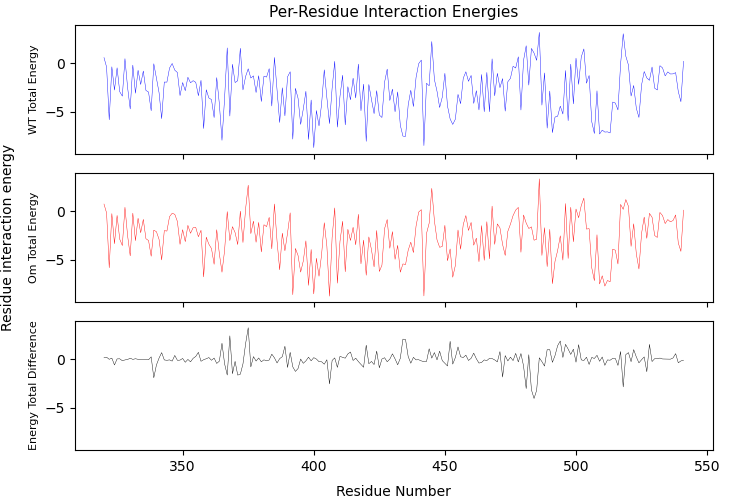 Per-Residue Interaction Energies
Residue interaction energy
WT Total Energy
0
−5
Om Total Energy
0
−5
Energy Total Difference
0
−5
350
400
450
500
550
Residue Number